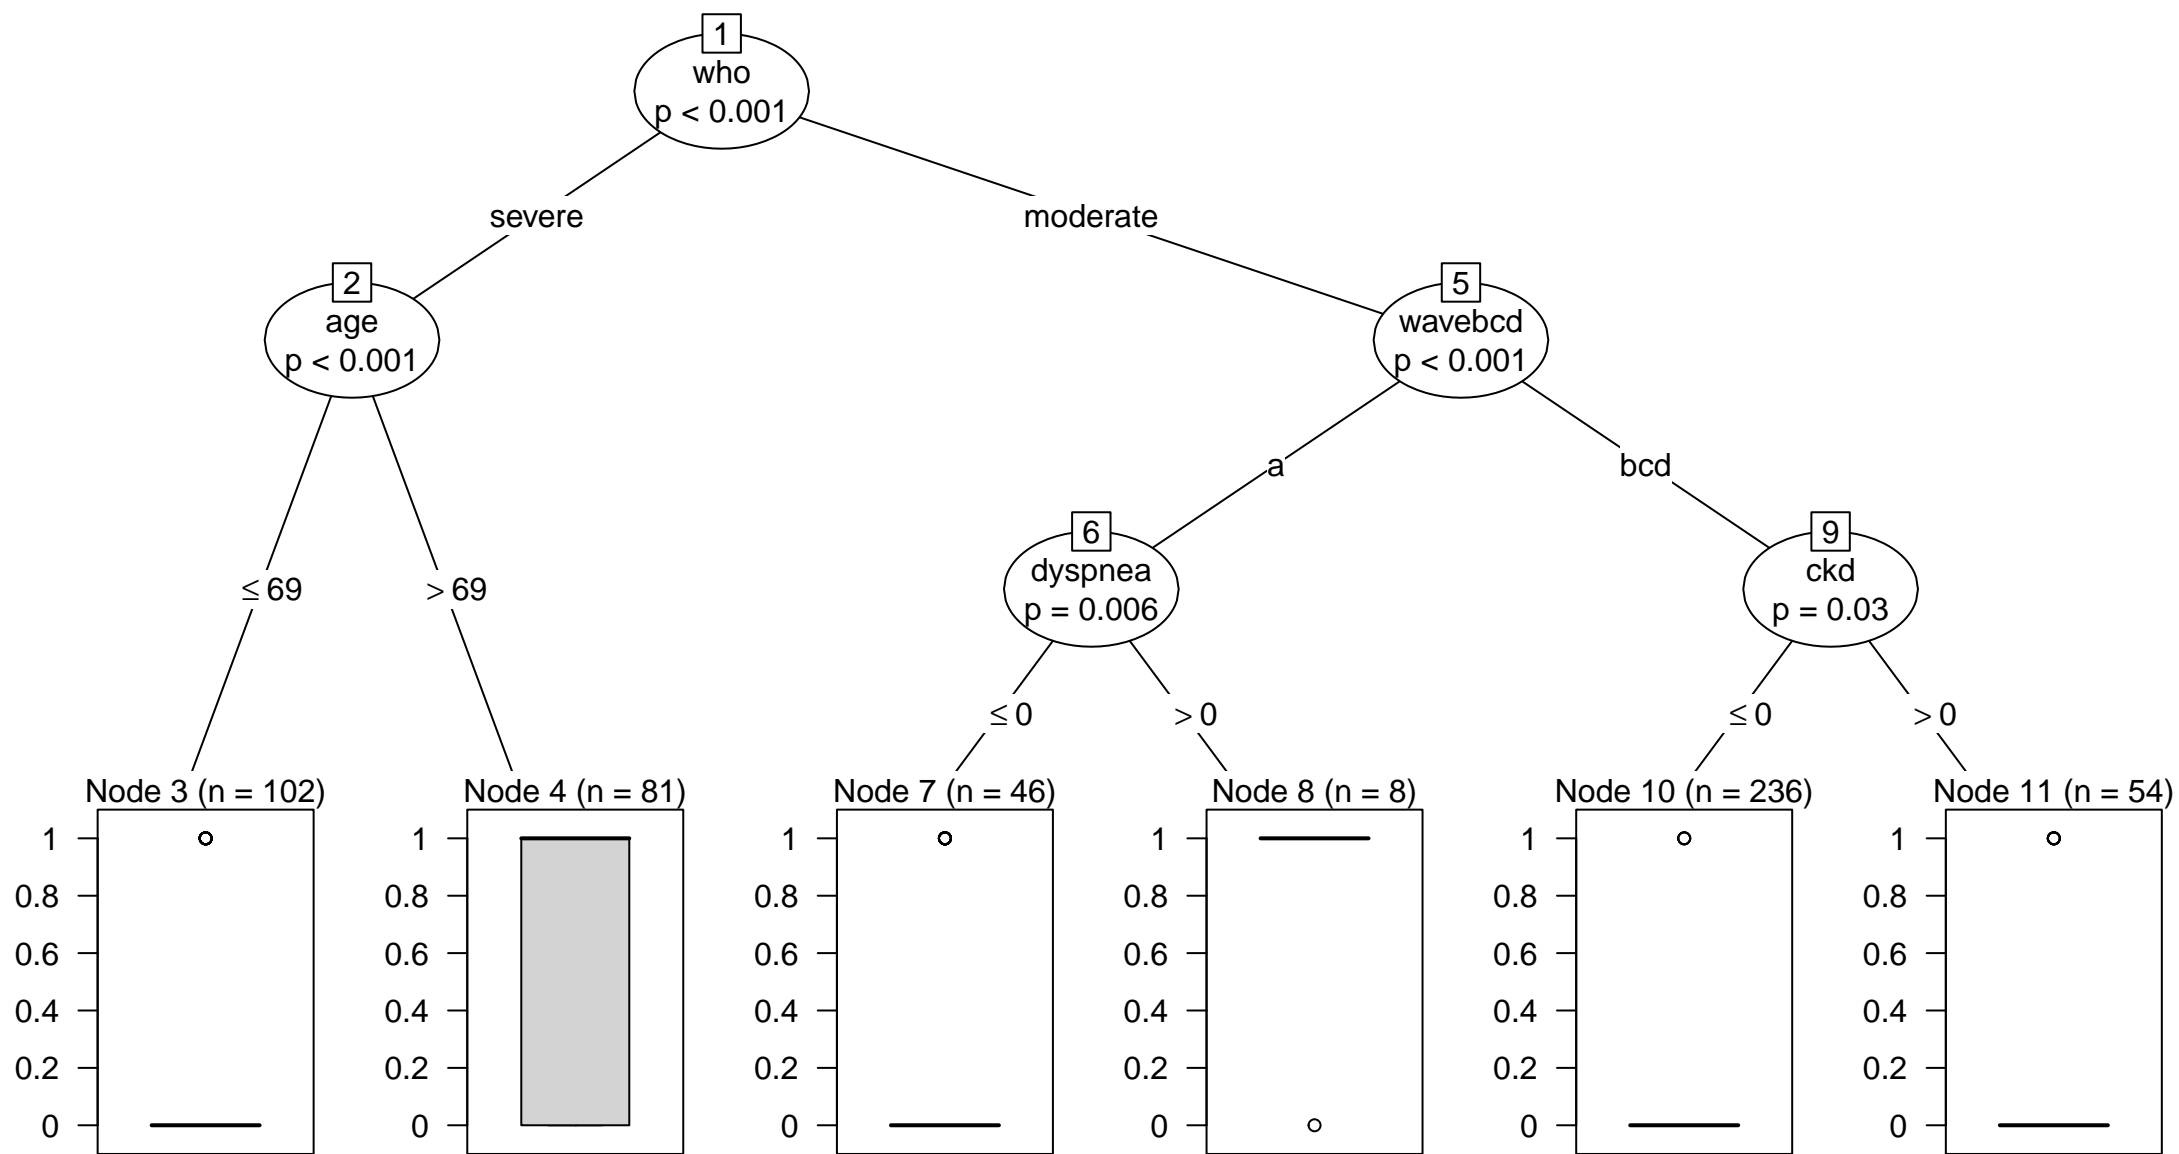 1
who
p < 0.001
severe
moderate
2
age
p < 0.001
5
wavebcd
p < 0.001
≤ 69
> 69
a
bcd
6
dyspnea
p = 0.006
9
ckd
p = 0.03
≤ 0
> 0
≤ 0
> 0
Node 3 (n = 102)
1
0.8
0.6
0.4
0.2
0
Node 4 (n = 81)
1
0.8
0.6
0.4
0.2
0
Node 7 (n = 46)
1
0.8
0.6
0.4
0.2
0
Node 8 (n = 8)
1
0.8
0.6
0.4
0.2
0
Node 10 (n = 236)
1
0.8
0.6
0.4
0.2
0
Node 11 (n = 54)
1
0.8
0.6
0.4
0.2
0